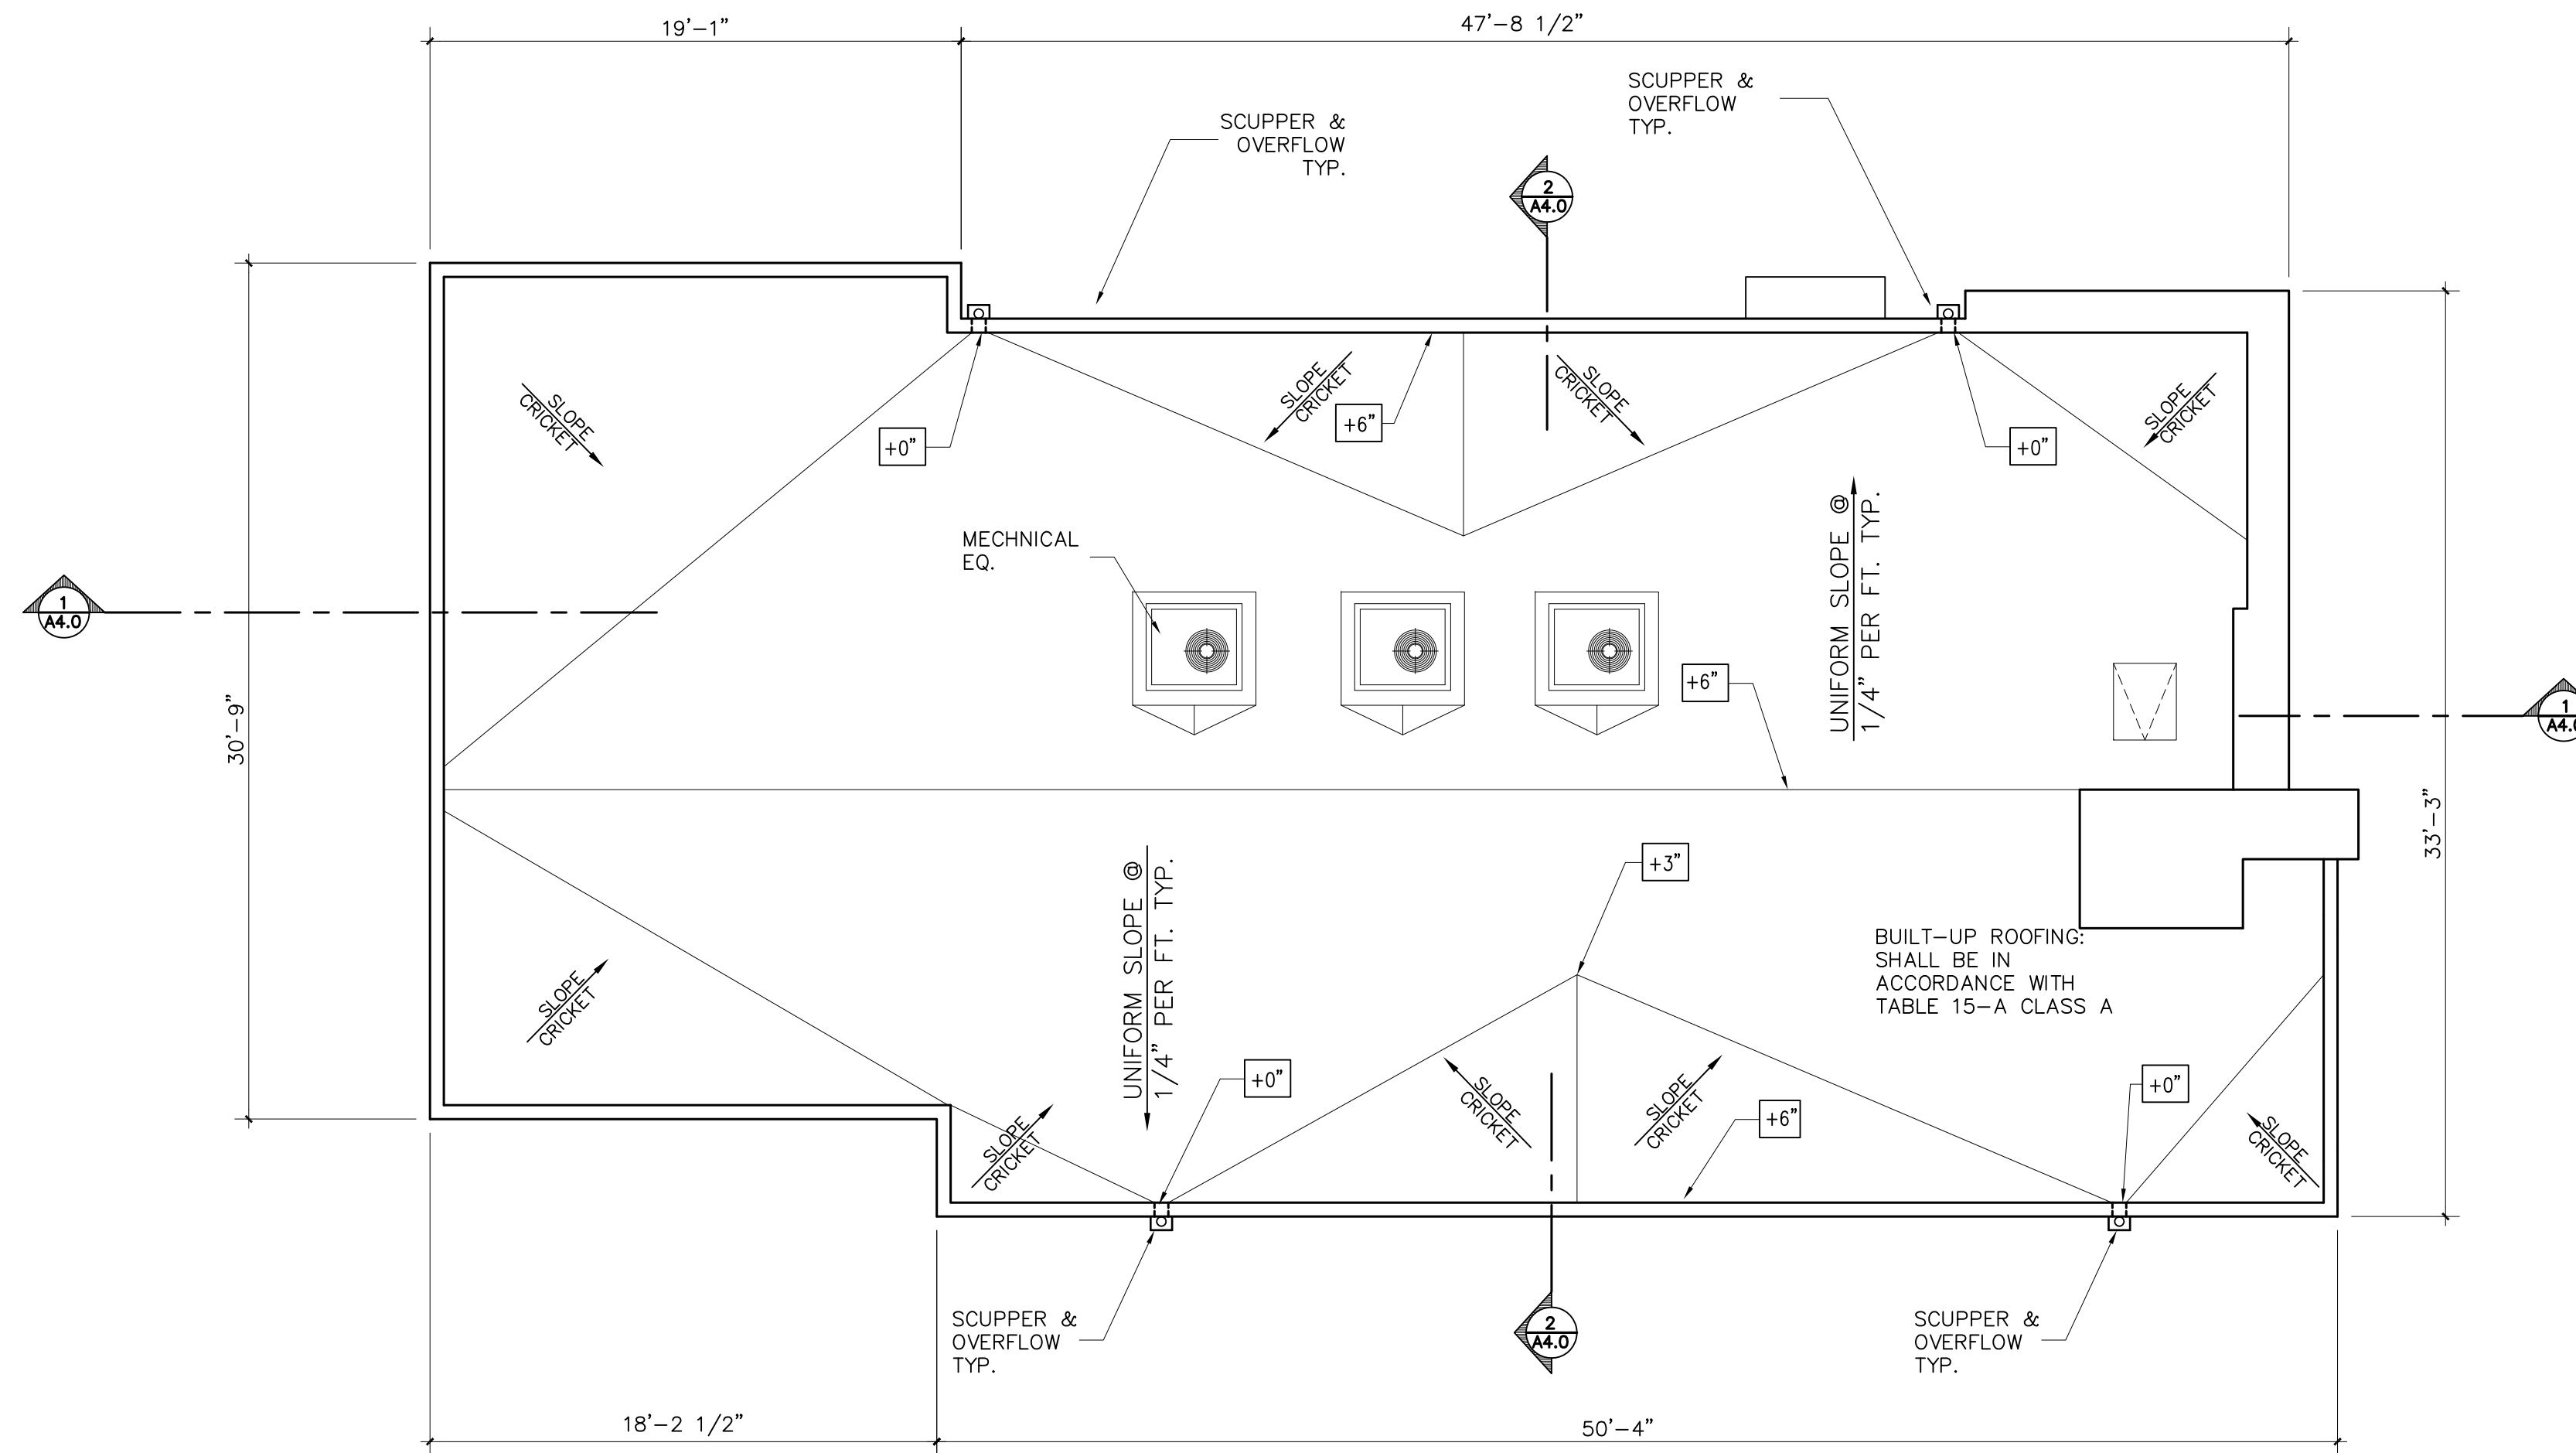 19'-1"
47'-8 1/2"
SCUPPER &
OVERFLOW
TYP.
SCUPPER &
OVERFLOW
TYP.
2
A4.0
SLOPE
CRICKET
SLOPE
CRICKET
SLOPE
CRICKET
SLOPE
CRICKET
+0"
+6"
+0"
MECHNICAL
EQ.
UNIFORM SLOPE @
1/4" PER FT. TYP.
1
A4.0
+6"
30'-9"
1
A4.0
33'-3"
+3"
UNIFORM SLOPE @
1/4" PER FT. TYP.
BUILT-UP ROOFING:
SHALL BE IN
ACCORDANCE WITH
TABLE 15-A CLASS A
SLOPE
CRICKET
+0"
+0"
SLOPE
CRICKET
SLOPE
CRICKET
SLOPE
CRICKET
+6"
SLOPE
CRICKET
SCUPPER &
OVERFLOW
TYP.
2
A4.0
SCUPPER &
OVERFLOW
TYP.
18'-2 1/2"
50'-4"